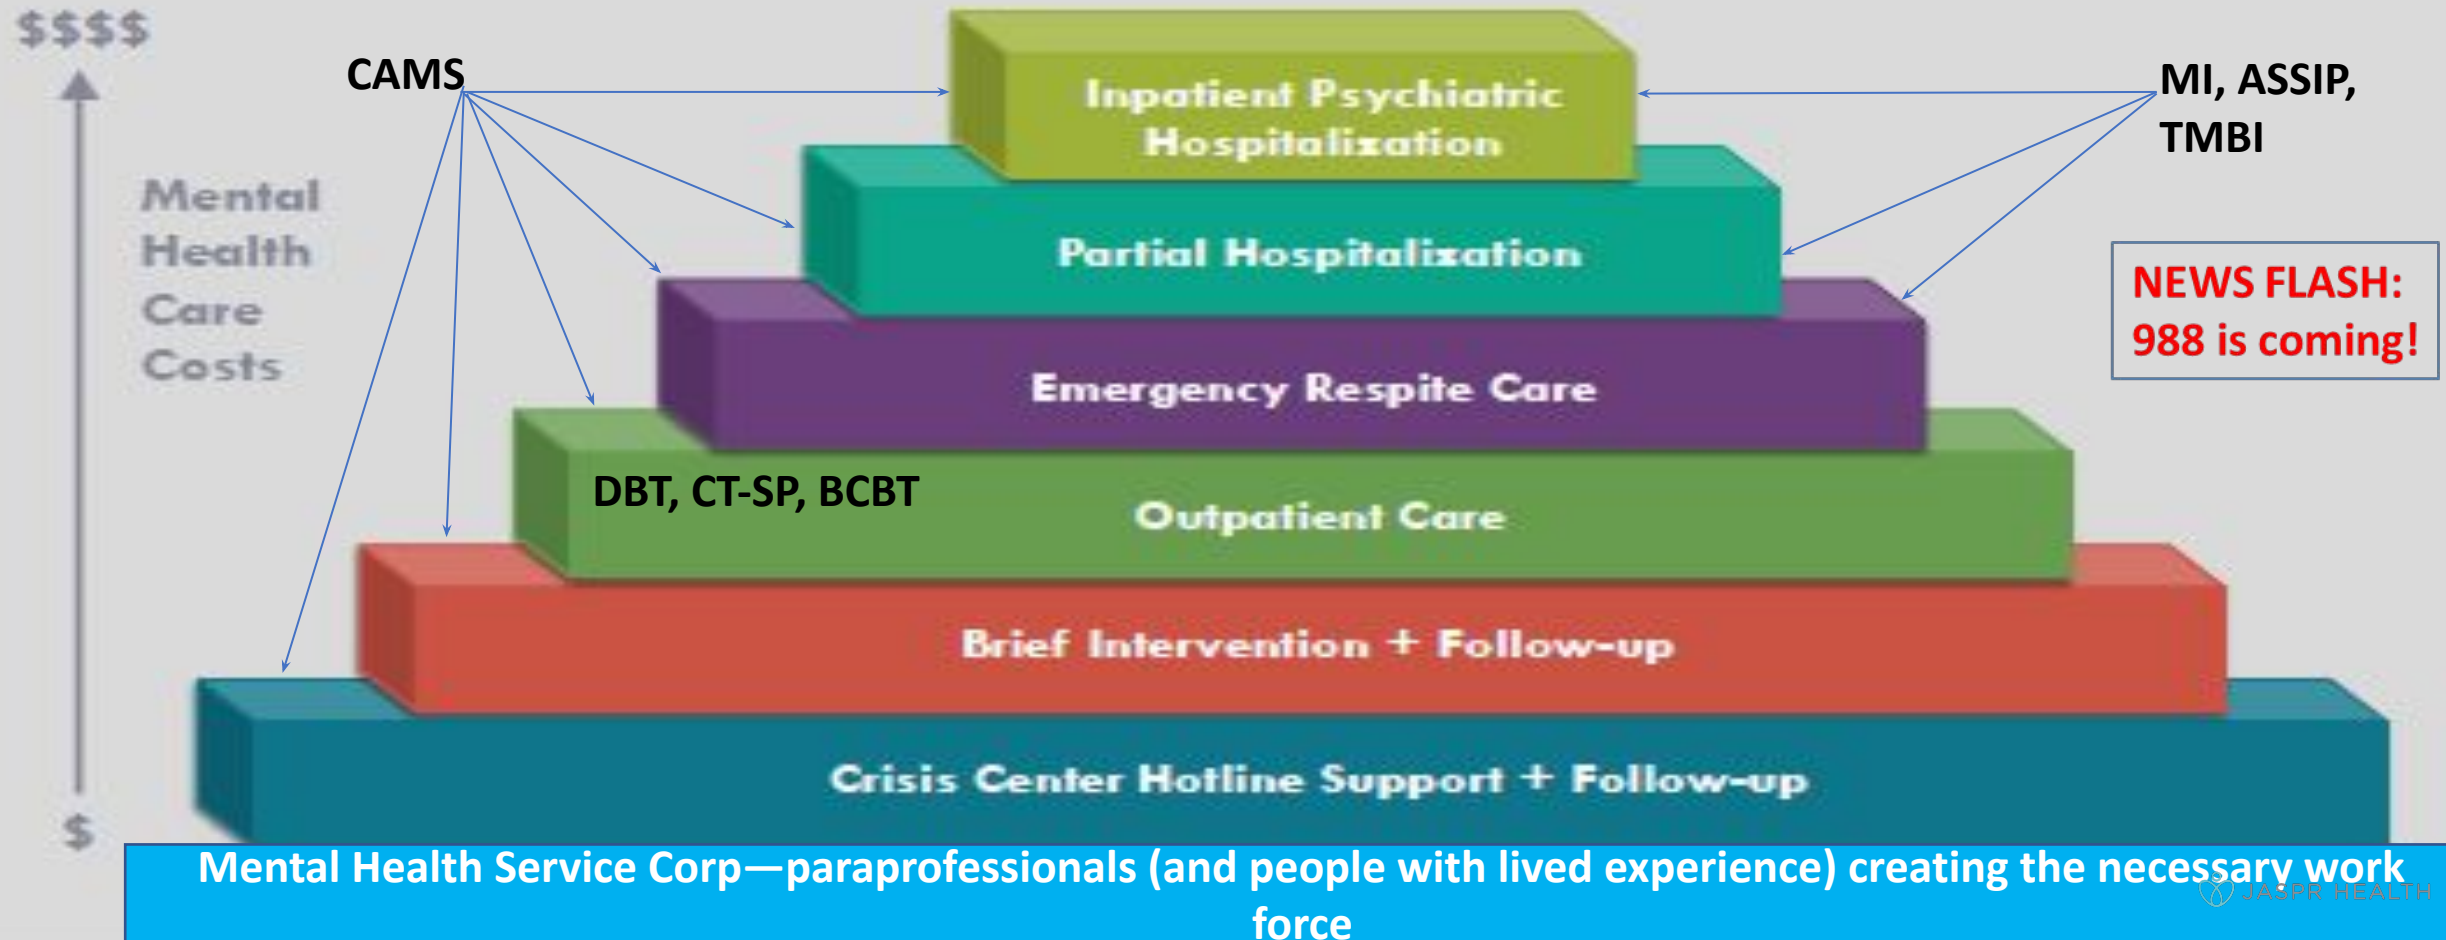 $$$$
CAMS
Mental
Health
Care
Costs
$
Inpatient Psychiatric
Hospitalization
MI, ASSIP,
TMBI
Partial Hospitalization
NEWS FLASH:
988 is coming!
Emergency Respite Care
DBT, CT-SP, BCBT
Outpatient Care
Brief Intervention + Follow-up
Crisis Center Hotline Support + Follow-up
Mental Health Service Corp—paraprofessionals (and people with lived experience) creating the necessary work
force
JASPR HEALTH